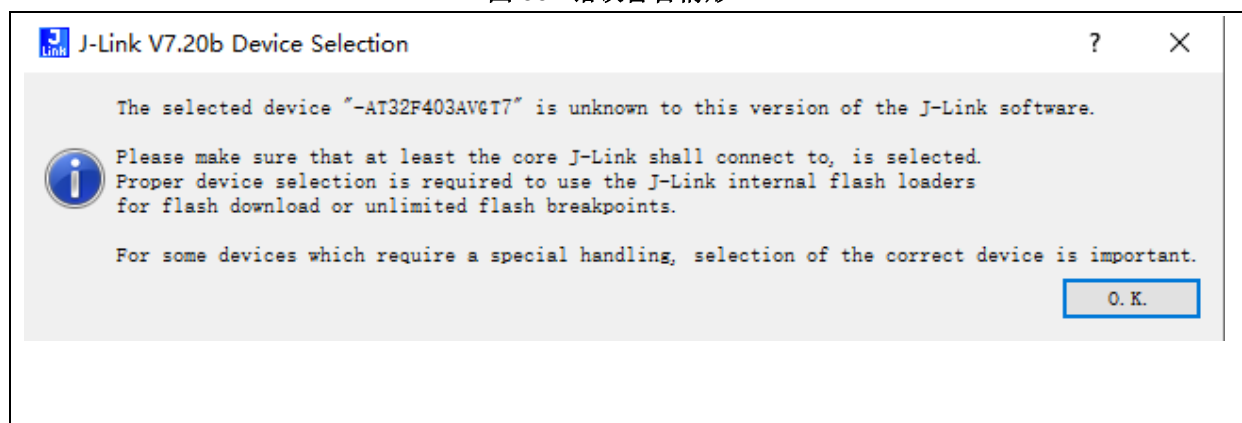 J-Link V7.20b Device Selection
The selected device "-AT32F403AVGT7" is unknown to this version of the J-Link software.
Please make sure that at least the core J-Link shall connect to, is selected.
Proper device selection is required to use the J-Link internal flash loaders
for flash download or unlimited flash breakpoints.
For some devices which require a special handling, selection of the correct device is important.
O.K.